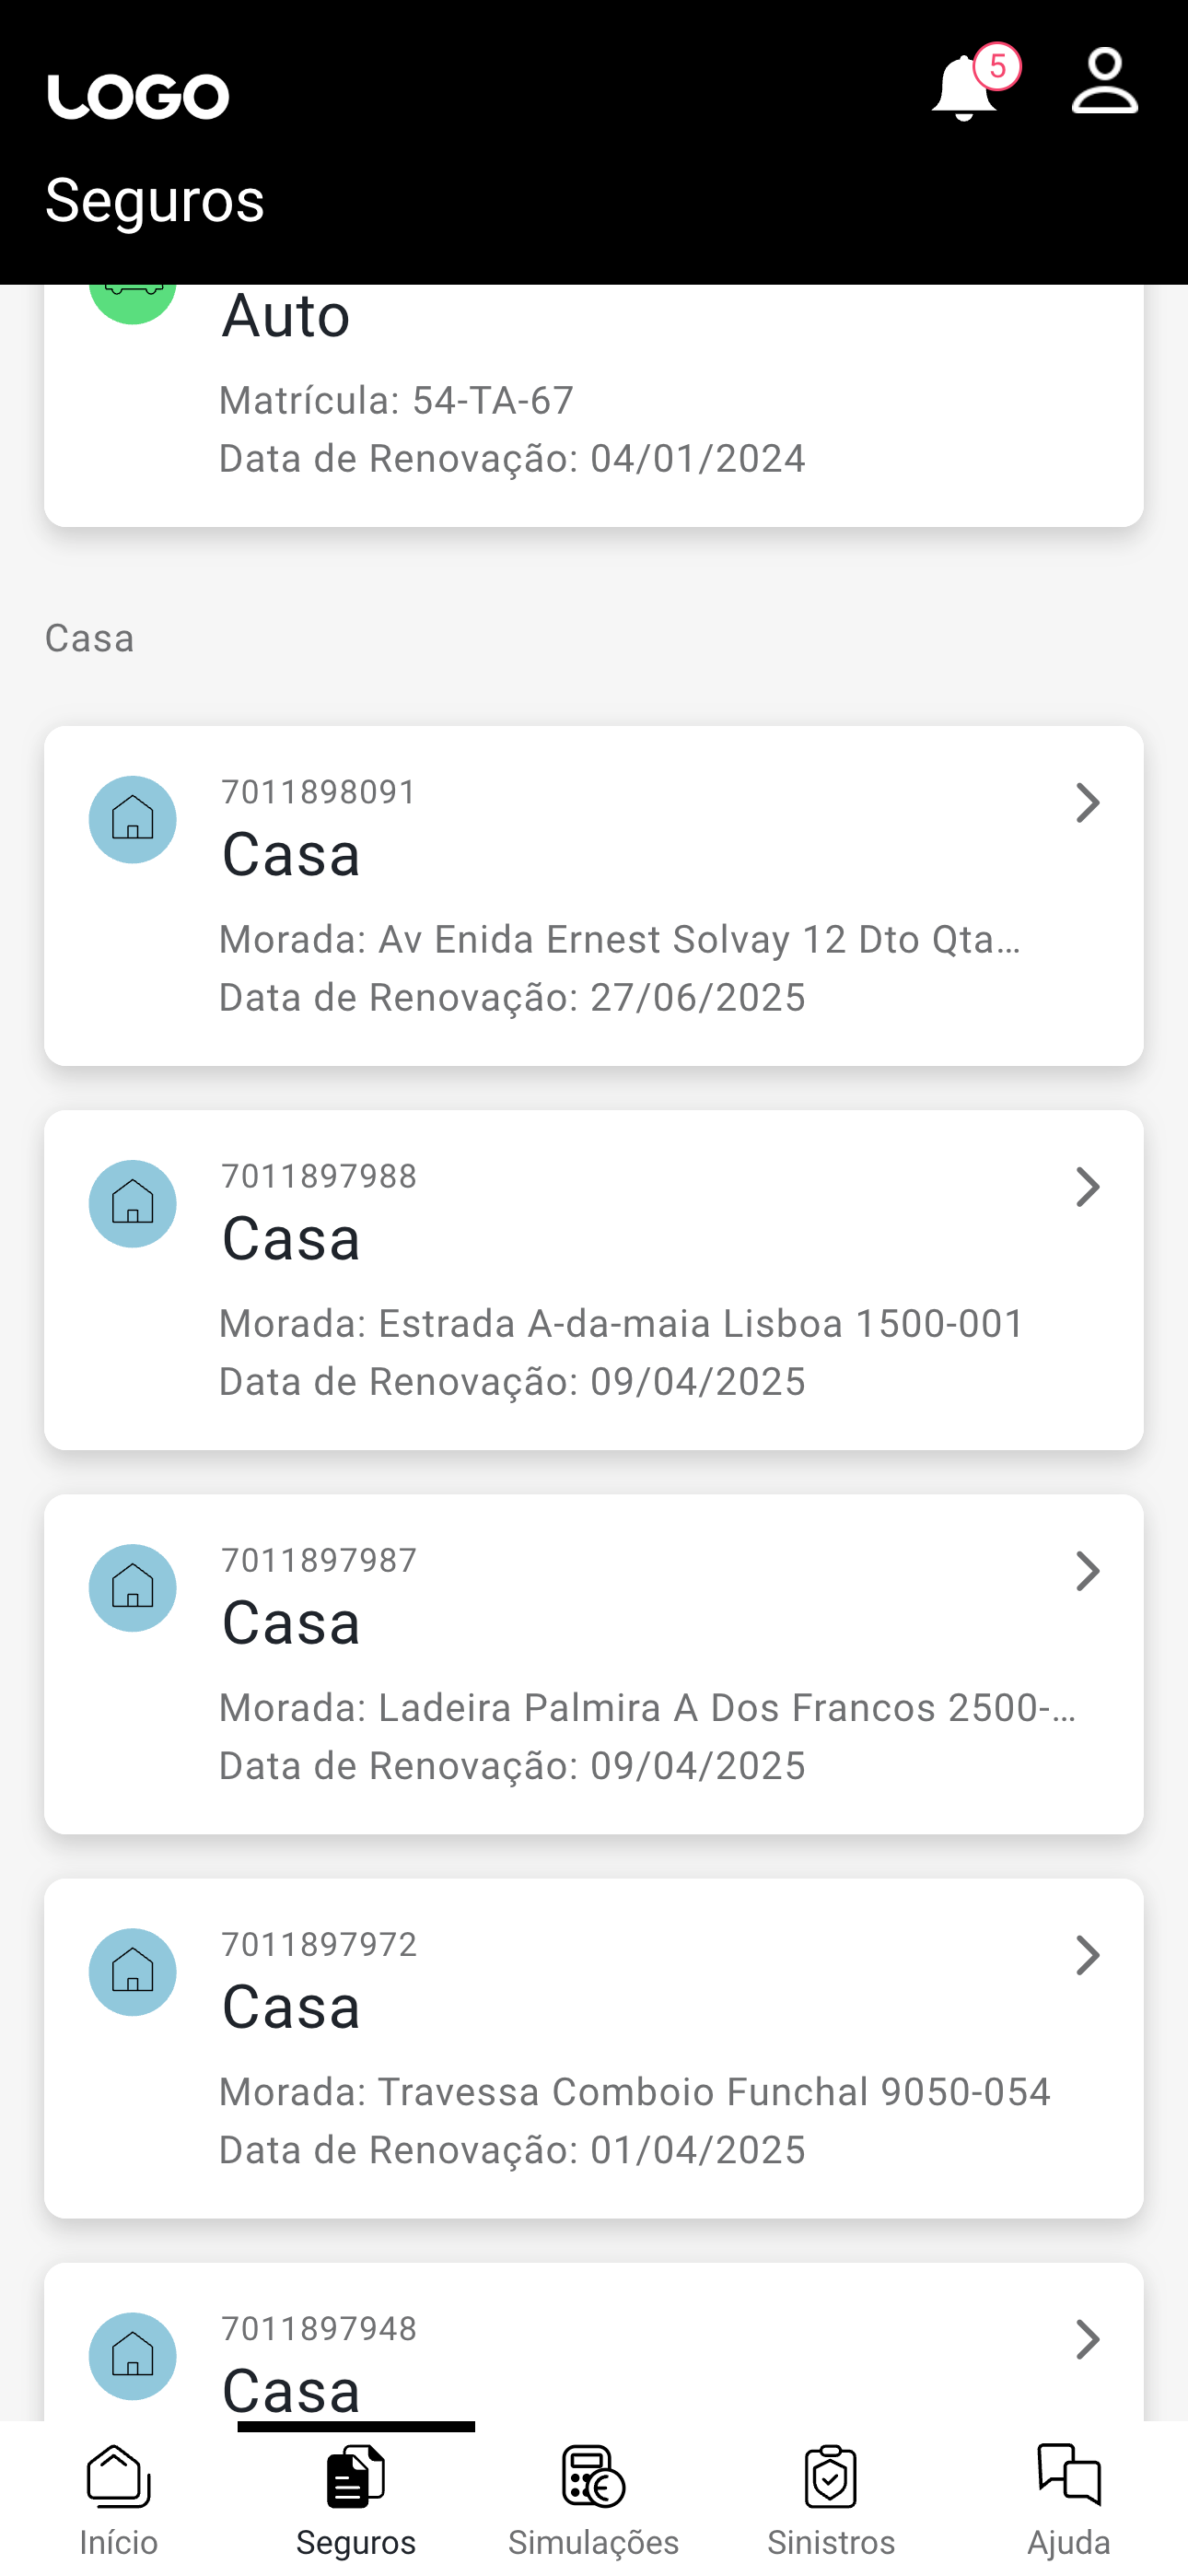 LOGO
5
Seguros
Auto
Matrícula: 54-TA-67
Data de Renovação: 04/01/2024
Casa
7011898091
Casa
Morada: Av Enida Ernest Solvay 12 Dto Qta...
Data de Renovação: 27/06/2025
7011897988
Casa
Morada: Estrada A-da-maia Lisboa 1500-001
Data de Renovação: 09/04/2025
7011897987
Casa
Morada: Ladeira Palmira A Dos Francos 2500-...
Data de Renovação: 09/04/2025
7011897972
Casa
Morada: Travessa Comboio Funchal 9050-054
Data de Renovação: 01/04/2025
7011897948
Casa
Início
Seguros
Simulações
Sinistros
Ajuda